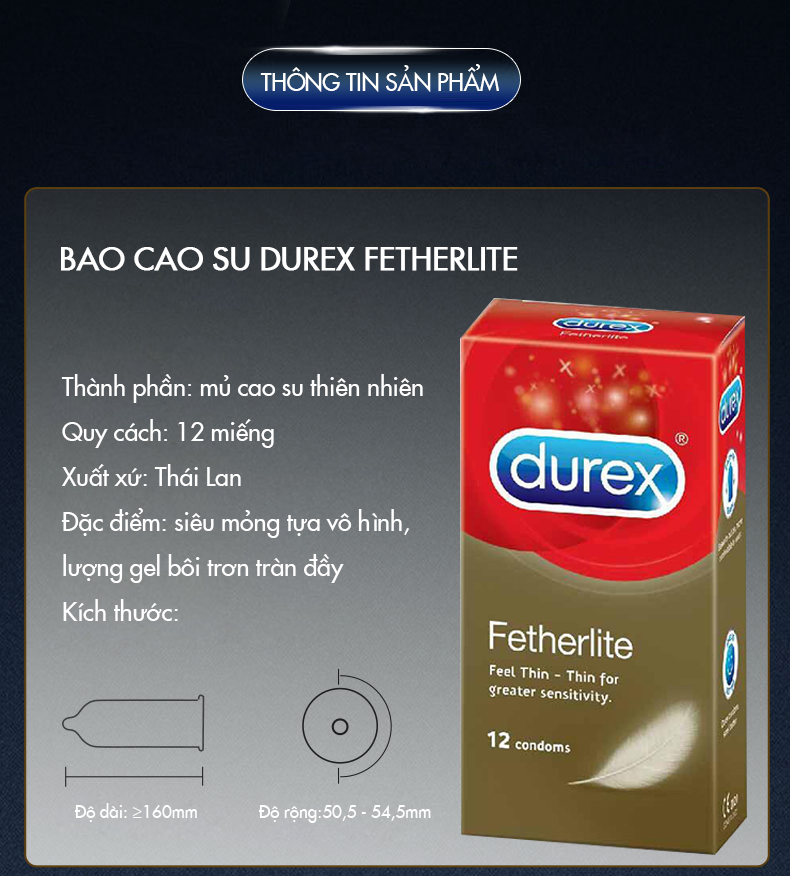 THÔNG TIN SẢN PHẨM
BAO CAO SU DUREX FETHERLITE
Thành phần: mủ cao su thiên nhiên
Quy cách: 12 miếng
Xuất xứ: Thái Lan
Đặc điểm: siêu mỏng tựa vô hình,
lượng gel bôi trơn tràn đầy
Kích thước:
Độ dài: ≥160mm
Độ rộng:50,5 - 54,5mm
durex
Fetherlite
durex
durex®
Fetherlite
Feel Thin - Thin for
greater sensitivity.
12 condoms